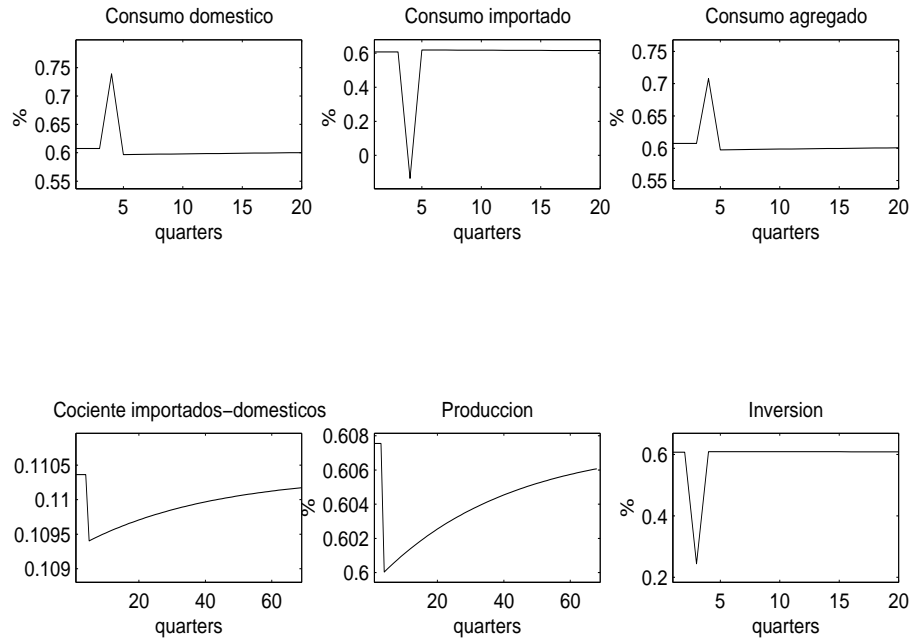 Consumo domestico
0.75
0.7
0.65
0.6
0.55
%
5 10 15 20
quarters
Consumo importado
0.6
0.4
0.2
0
%
5 10 15 20
quarters
Consumo agregado
0.75
0.7
0.65
0.6
0.55
%
5 10 15 20
quarters
Cociente importados−domesticos
0.1105
0.11
0.1095
0.109
20 40 60
quarters
Produccion
0.608
0.606
0.604
0.602
0.6
%
20 40 60
quarters
Inversion
0.6
0.4
0.2
%
5 10 15 20
quarters